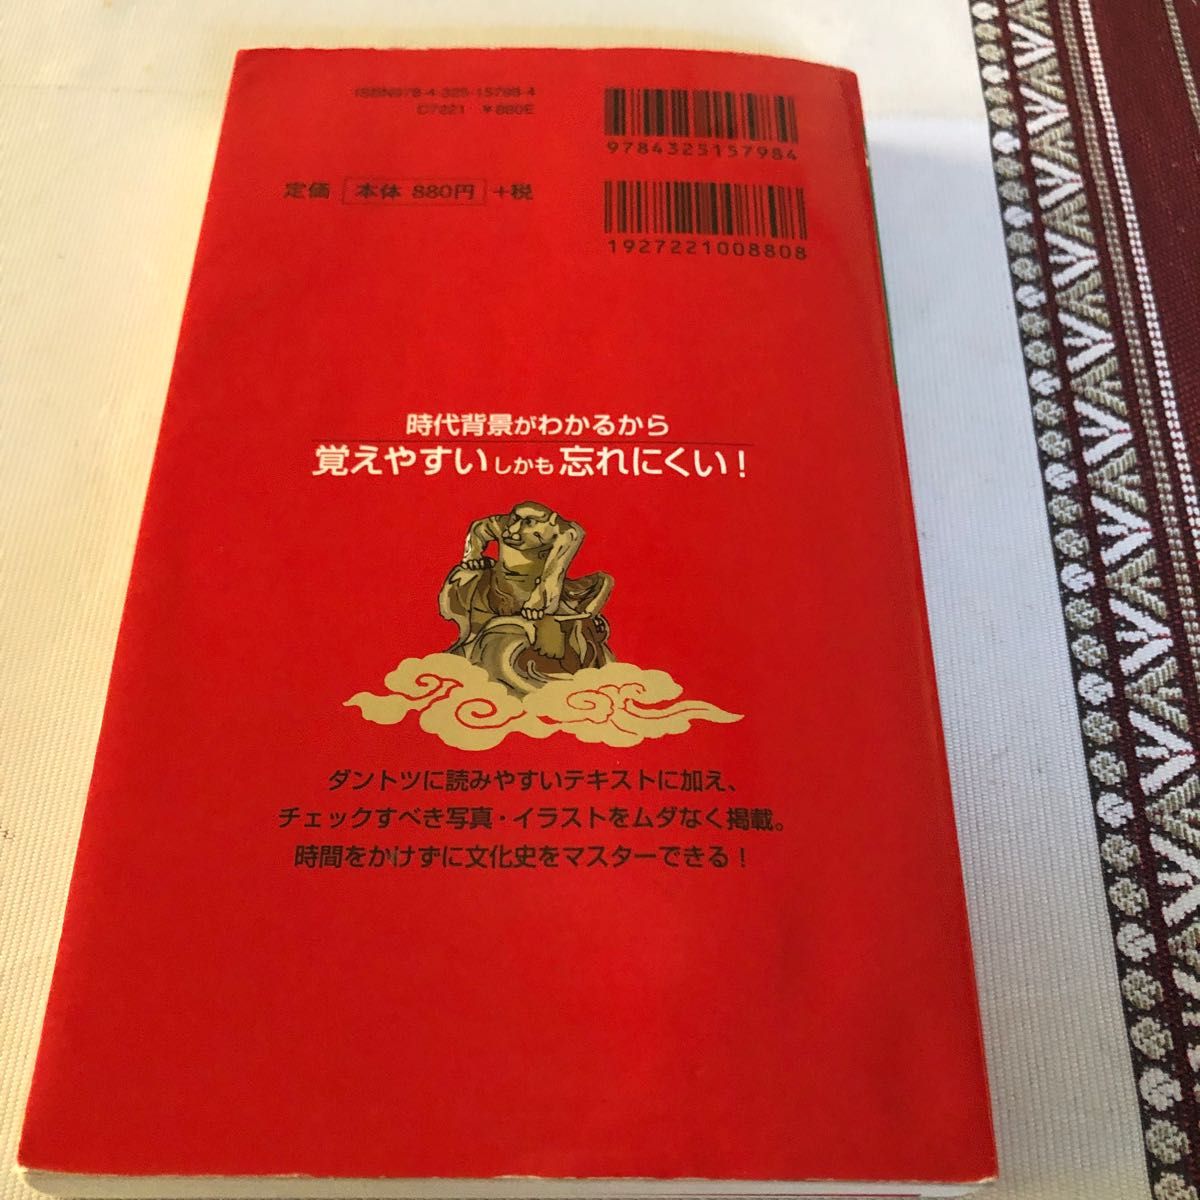 ISBN978-4-325-15798-4
C7221 ¥880E
9784325157984
定価 本体 880円 +税
1927221008808
時代背景がわかるから
覚えやすいしかも忘れにくい!
ダントツに読みやすいテキストに加え、
チェックすべき写真・イラストをムダなく掲載。
時間をかけずに文化史をマスターできる!